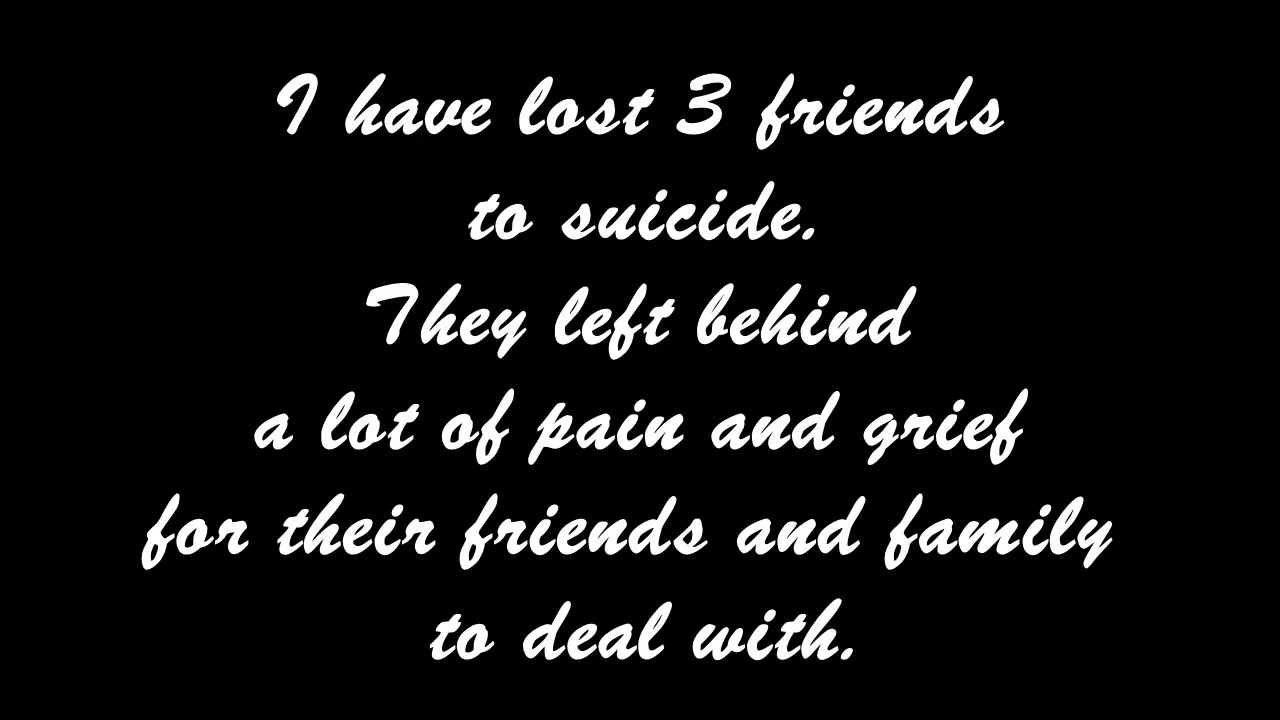 I have lost 3 friends
to suicide.
They left behind
a lot of pain and grief
for their friends and family
to deal with.